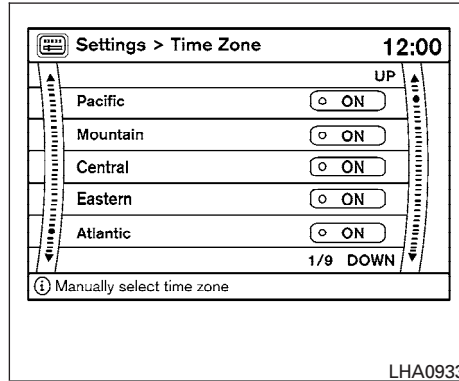 Settings > Time Zone 12:00
UP
Pacific ON
Mountain ON
Central ON
Eastern ON
Atlantic ON
1/9 DOWN
i Manually select time zone
LHA0933